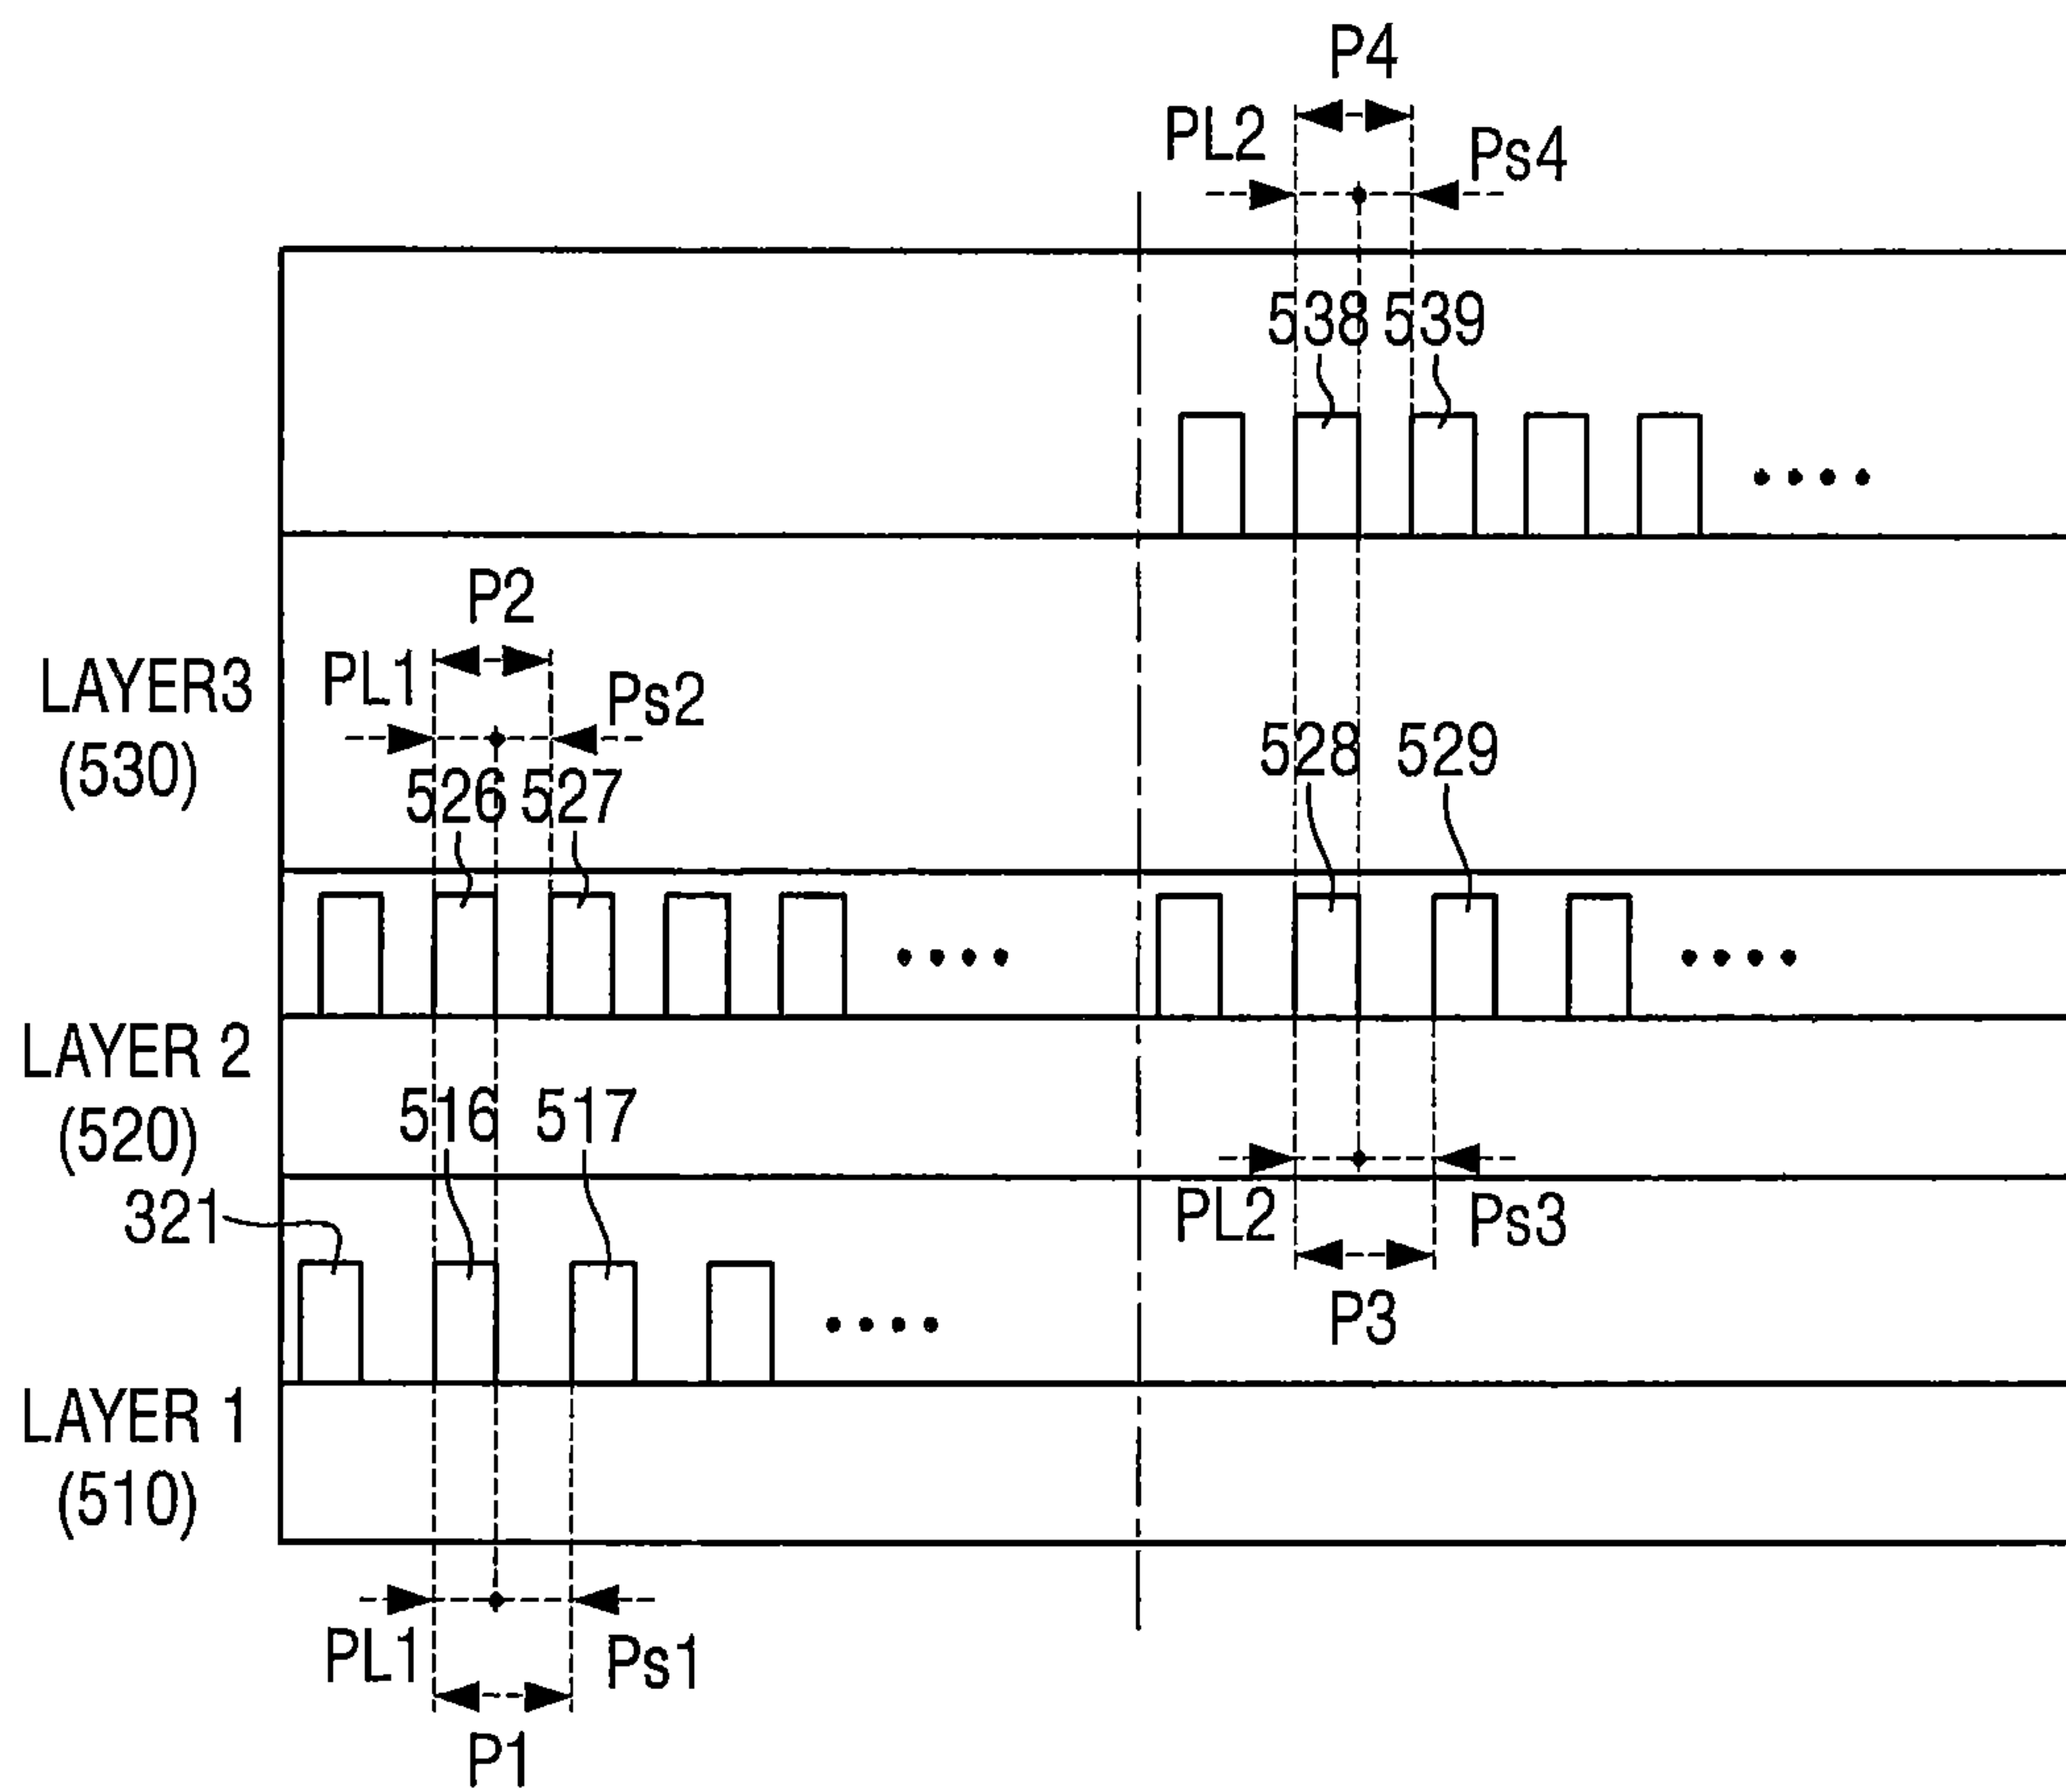 P4
PL2
Ps4
538 539
P2
LAYER3
(530)
PL1
Ps2
526 527
528 529
LAYER 2
(520)
516 517
321
PL2
Ps3
P3
LAYER 1
(510)
PL1
Ps1
P1